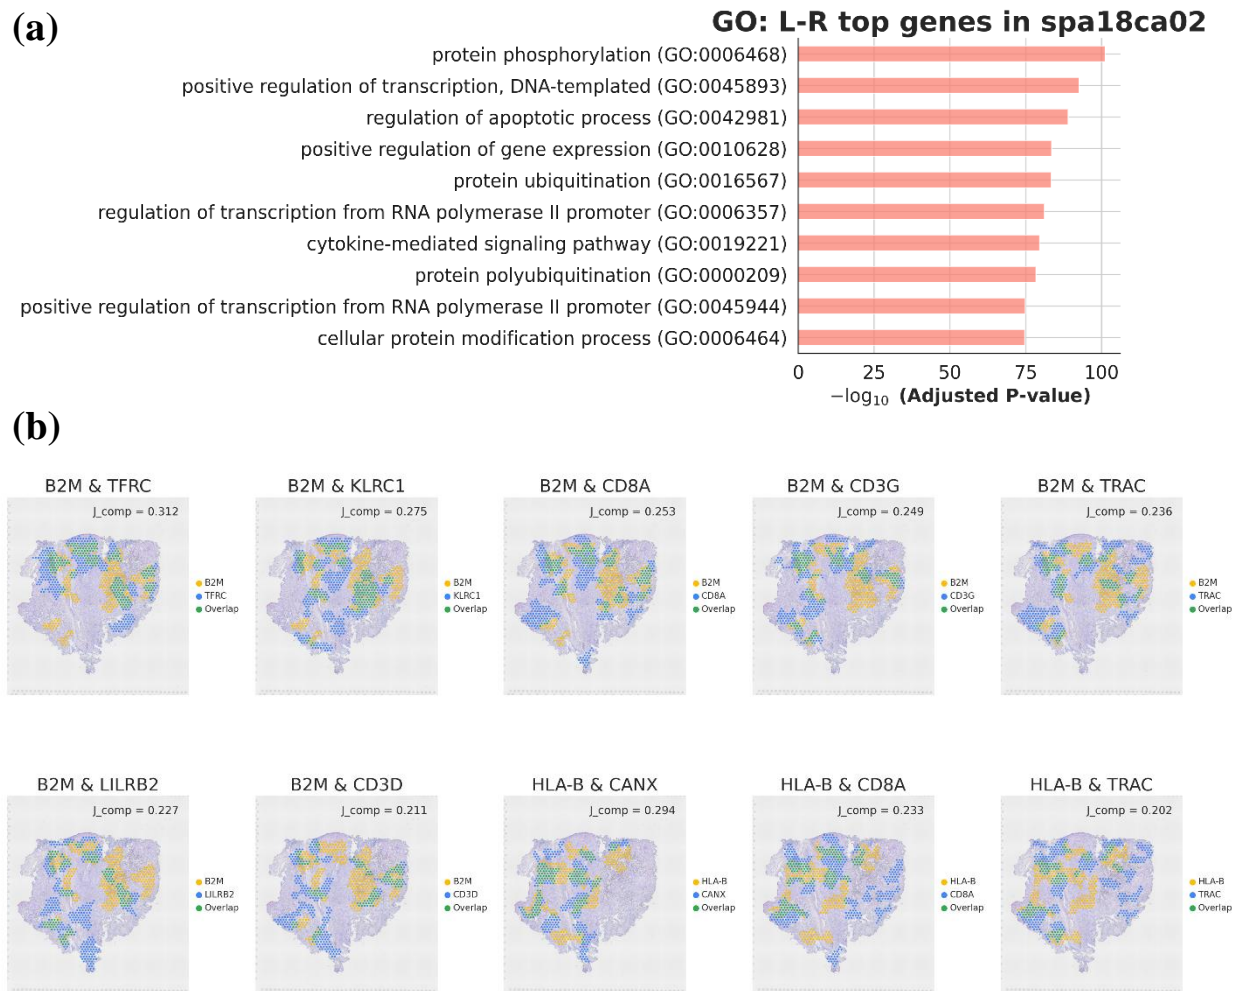 (a)
GO: L-R top genes in spa18ca02
protein phosphorylation (GO:0006468)
positive regulation of transcription, DNA-templated (GO:0045893)
regulation of apoptotic process (GO:0042981)
positive regulation of gene expression (GO:0010628)
protein ubiquitination (GO:0016567)
regulation of transcription from RNA polymerase II promoter (GO:0006357)
cytokine-mediated signaling pathway (GO:0019221)
protein polyubiquitination (GO:0000209)
positive regulation of transcription from RNA polymerase II promoter (GO:0045944)
cellular protein modification process (GO:0006464)
0 25 50 75 100
−log₁₀ (Adjusted P-value)
(b)
B2M & TFRC
J_comp = 0.312
B2M
TFRC
Overlap
B2M & KLRC1
J_comp = 0.275
B2M
KLRC1
Overlap
B2M & CD8A
J_comp = 0.253
B2M
CD8A
Overlap
B2M & CD3G
J_comp = 0.249
B2M
CD3G
Overlap
B2M & TRAC
J_comp = 0.236
B2M
TRAC
Overlap
B2M & LILRB2
J_comp = 0.227
B2M
LILRB2
Overlap
B2M & CD3D
J_comp = 0.211
B2M
CD3D
Overlap
HLA-B & CANX
J_comp = 0.294
HLA-B
CANX
Overlap
HLA-B & CD8A
J_comp = 0.233
HLA-B
CD8A
Overlap
HLA-B & TRAC
J_comp = 0.202
HLA-B
TRAC
Overlap